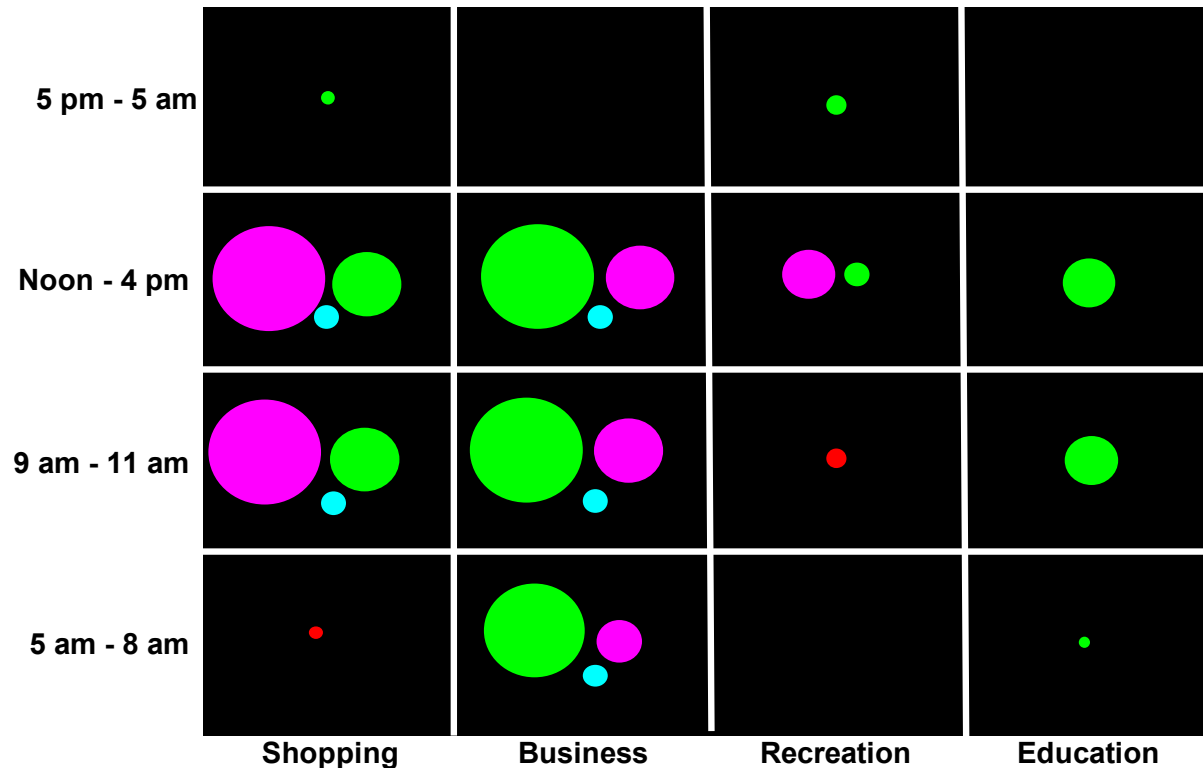 5 pm - 5 am
Noon - 4 pm
9 am - 11 am
5 am - 8 am
Shopping Business Recreation Education